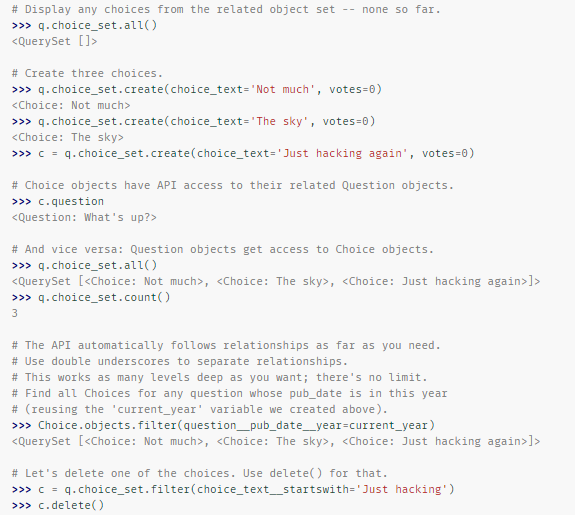 # Display any choices from the related object set -- none so far.
>>> q.choice_set.all()
<QuerySet []>
# Create three choices.
>>> q.choice_set.create(choice_text='Not much', votes=0)
<Choice: Not much>
>>> q.choice_set.create(choice_text='The sky', votes=0)
<Choice: The sky>
>>> c = q.choice_set.create(choice_text='Just hacking again', votes=0)
# Choice objects have API access to their related Question objects.
>>> c.question
<Question: What's up?>
# And vice versa: Question objects get access to Choice objects.
>>> q.choice_set.all()
<QuerySet [<Choice: Not much>, <Choice: The sky>, <Choice: Just hacking again>]>
>>> q.choice_set.count()
3
# The API automatically follows relationships as far as you need.
# Use double underscores to separate relationships.
# This works as many levels deep as you want; there's no limit.
# Find all Choices for any question whose pub_date is in this year
# (reusing the 'current_year' variable we created above).
>>> Choice.objects.filter(question__pub_date__year=current_year)
<QuerySet [<Choice: Not much>, <Choice: The sky>, <Choice: Just hacking again>]>
# Let's delete one of the choices. Use delete() for that.
>>> c = q.choice_set.filter(choice_text__startswith='Just hacking')
>>> c.delete()